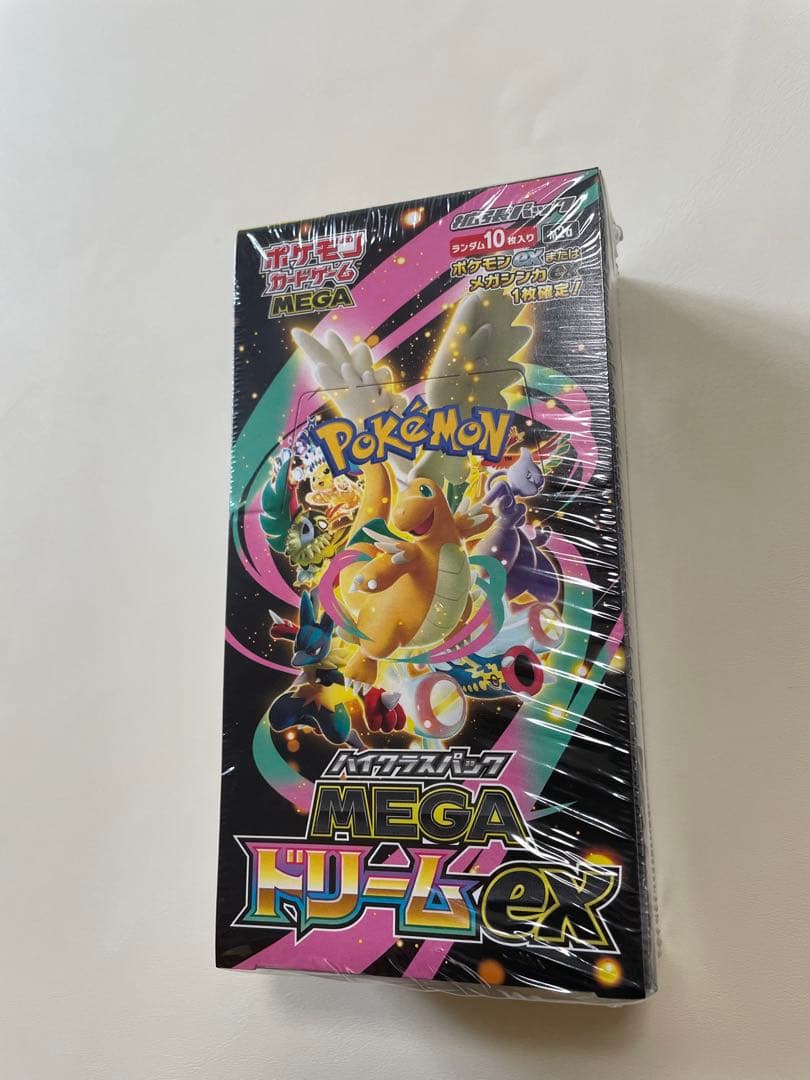 拡張パック
ポケモン
カードゲーム
MEGA
ランダム10枚入り
m2a
ポケモンexまたは
メガシンカex
1枚確定!!
POKéMON
TM
ハイクラスパック
MEGA
ドリームex